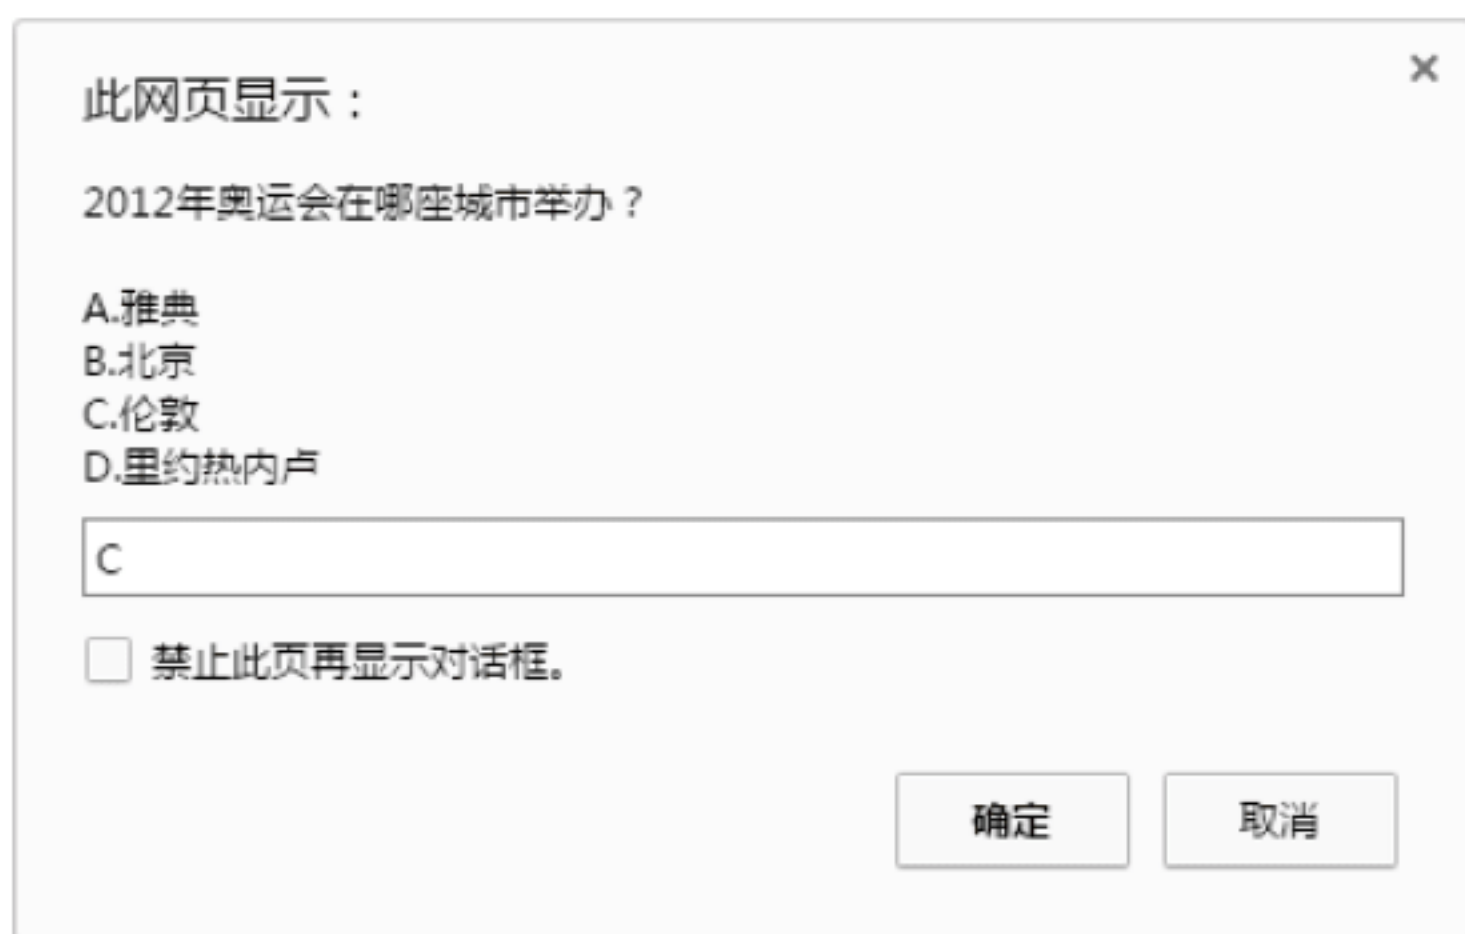 此网页显示：
2012年奥运会在哪座城市举办？
A.雅典
B.北京
C.伦敦
D.里约热内卢
C
禁止此页再显示对话框。
确定 取消